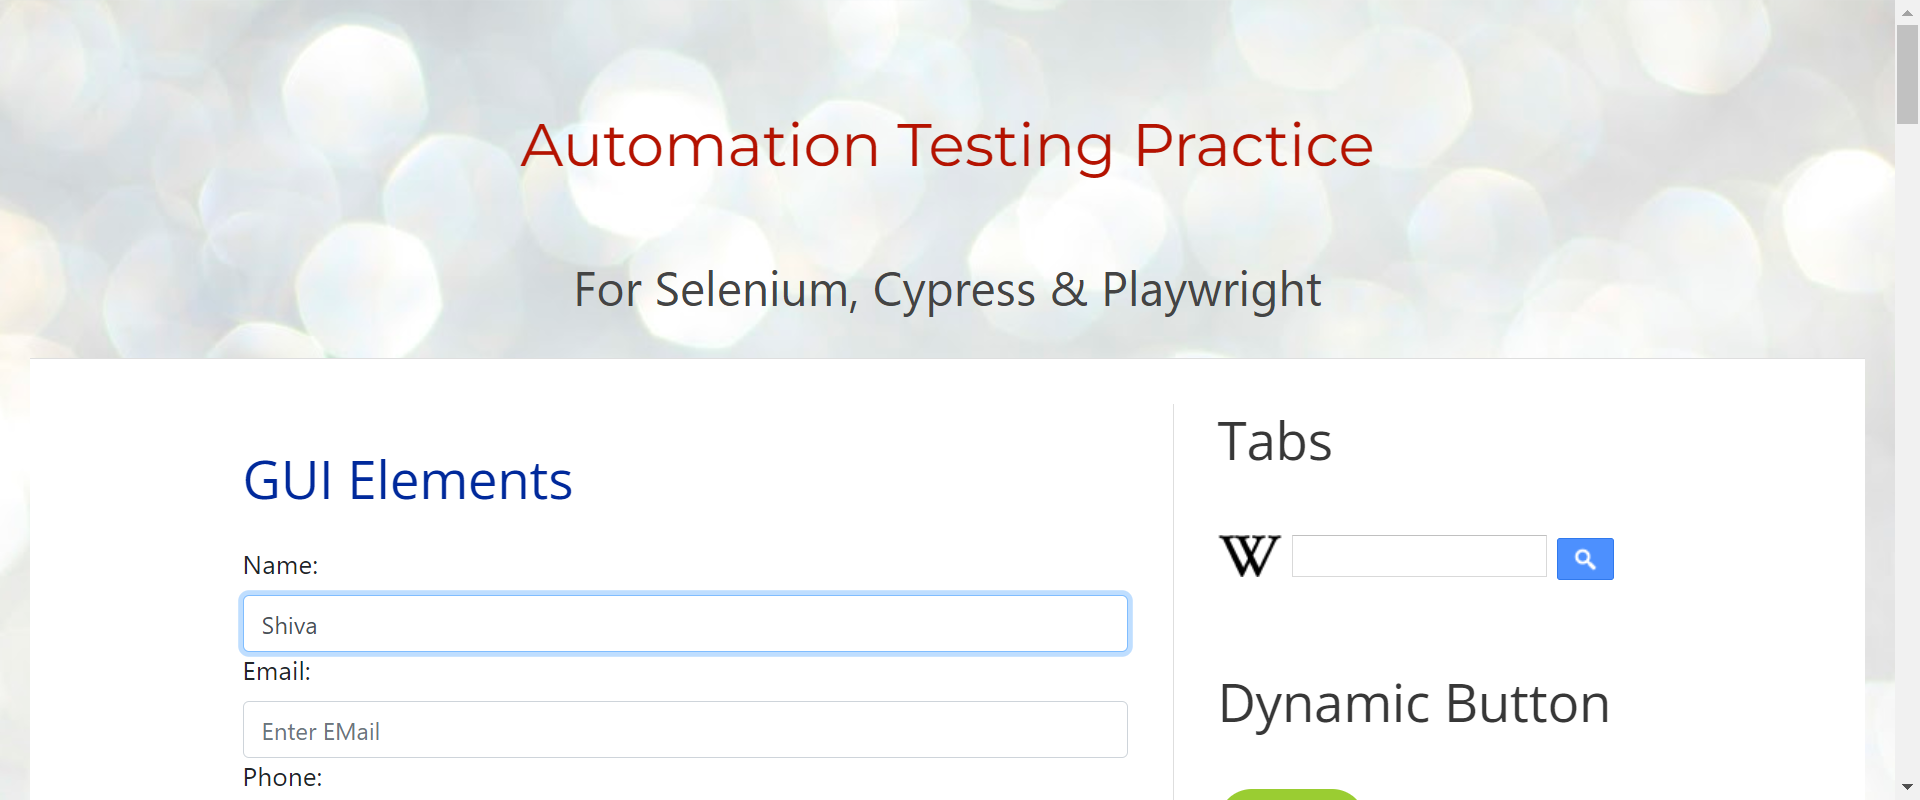 Automation Testing Practice
For Selenium, Cypress & Playwright
GUI Elements
Name:
Shiva
Email:
Enter EMail
Phone:
Tabs
W
Dynamic Button